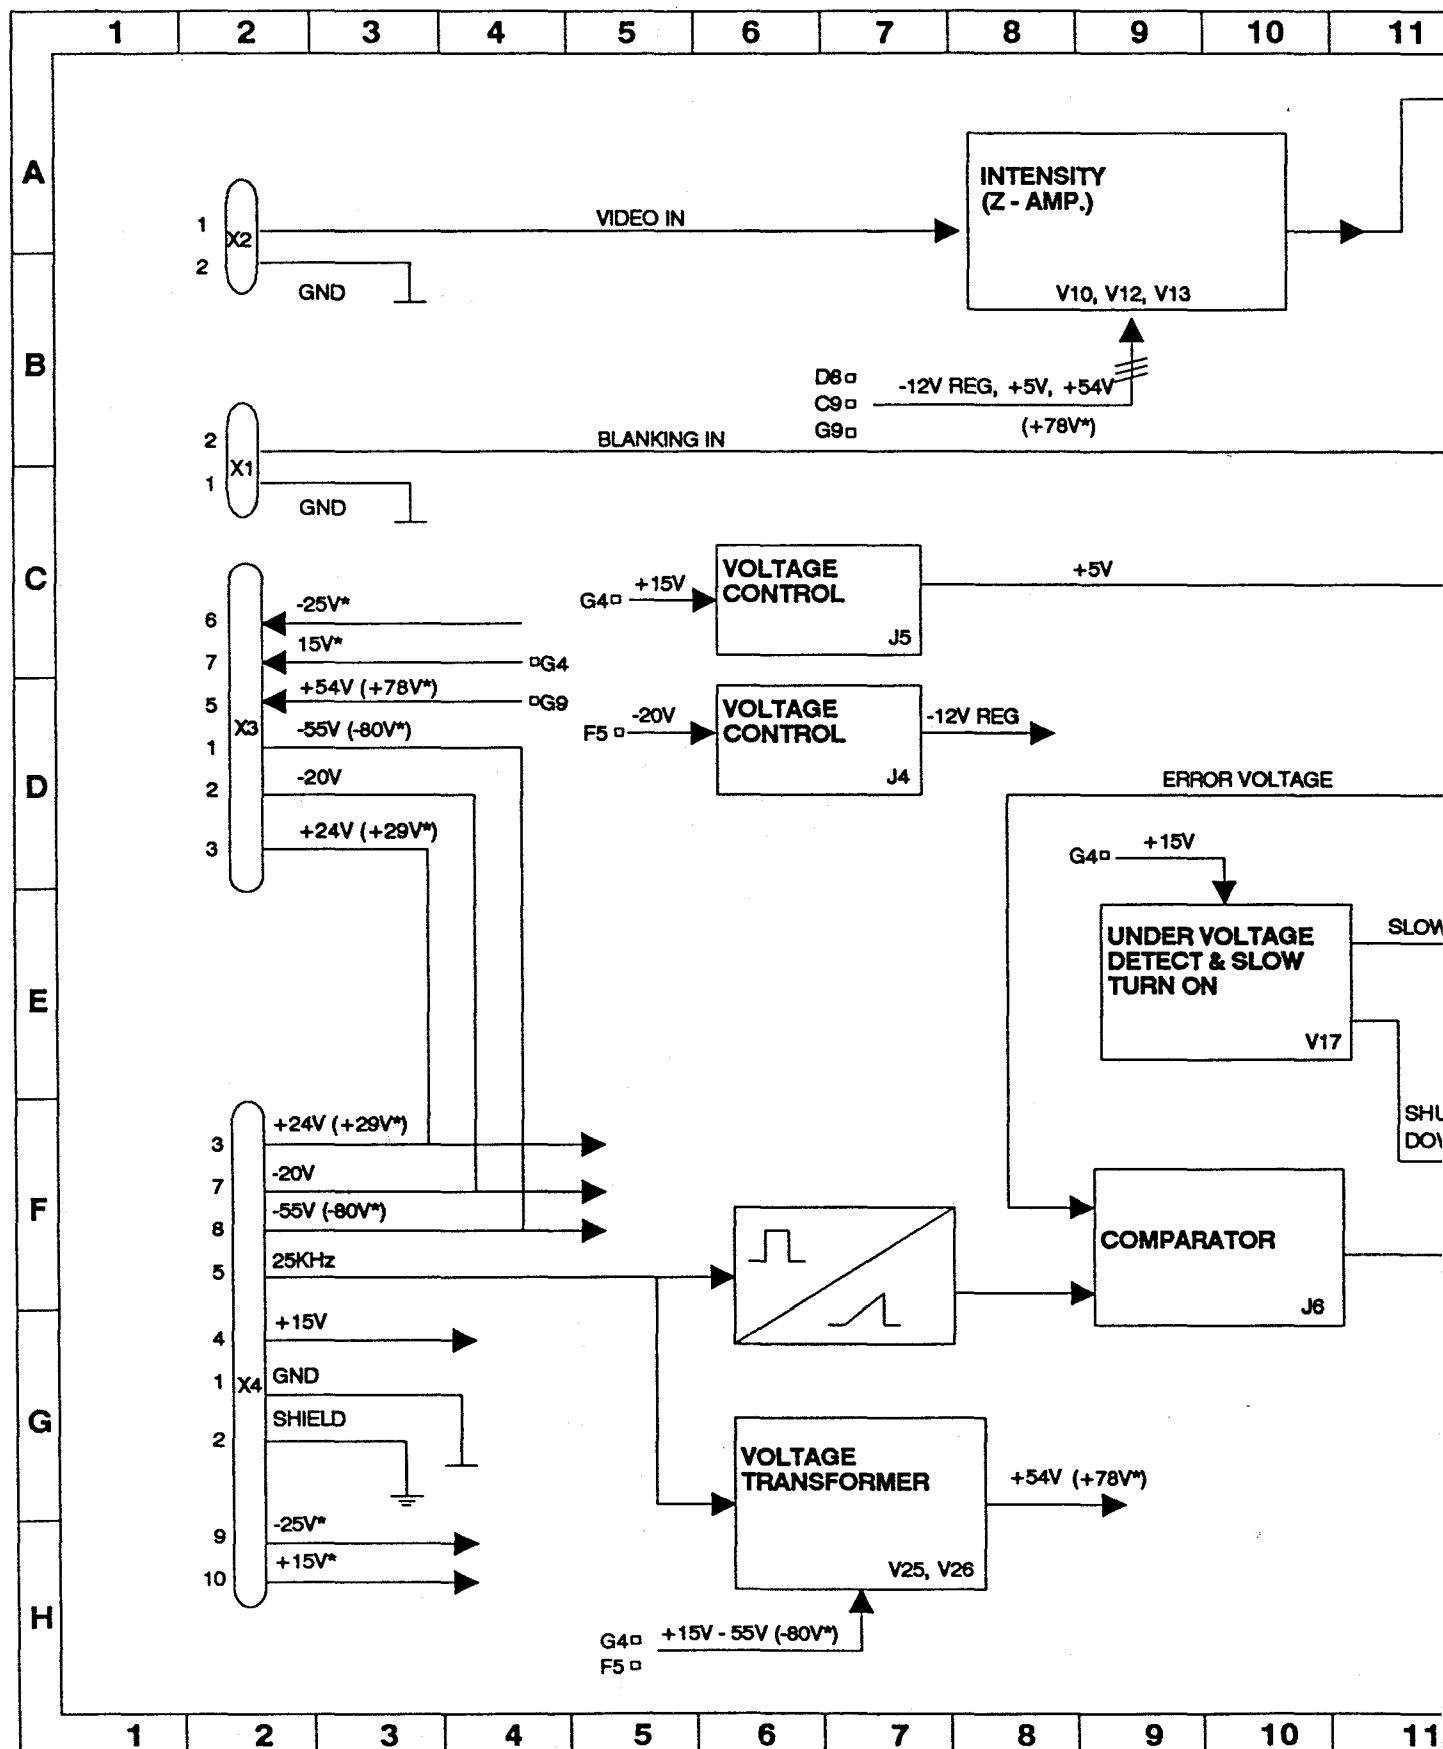 1 2 3 4 5 6 7 8 9 10 11
A
INTENSITY
(Z - AMP.)
1
X2
VIDEO IN
2
GND
V10, V12, V13
B
D8
C9
G9
-12V REG, +5V, +54V
(+78V*)
2
X1
BLANKING IN
1
GND
C
VOLTAGE
CONTROL
J5
G4
+15V
+5V
6
-25V*
7
15V*
G4
5
+54V (+78V*)
G9
X3
1
-55V (-80V*)
F5
-20V
VOLTAGE
CONTROL
J4
-12V REG
D
2
-20V
ERROR VOLTAGE
3
+24V (+29V*)
G4
+15V
E
UNDER VOLTAGE
DETECT & SLOW
TURN ON
V17
SLOW
SHU
DOV
3
+24V (+29V*)
7
-20V
F
8
-55V (-80V*)
5
25KHz
COMPARATOR
J6
4
+15V
1
X4
GND
G
2
SHIELD
VOLTAGE
TRANSFORMER
V25, V26
+54V (+78V*)
9
-25V*
10
+15V*
H
G4
F5
+15V - 55V (-80V*)
1 2 3 4 5 6 7 8 9 10 11